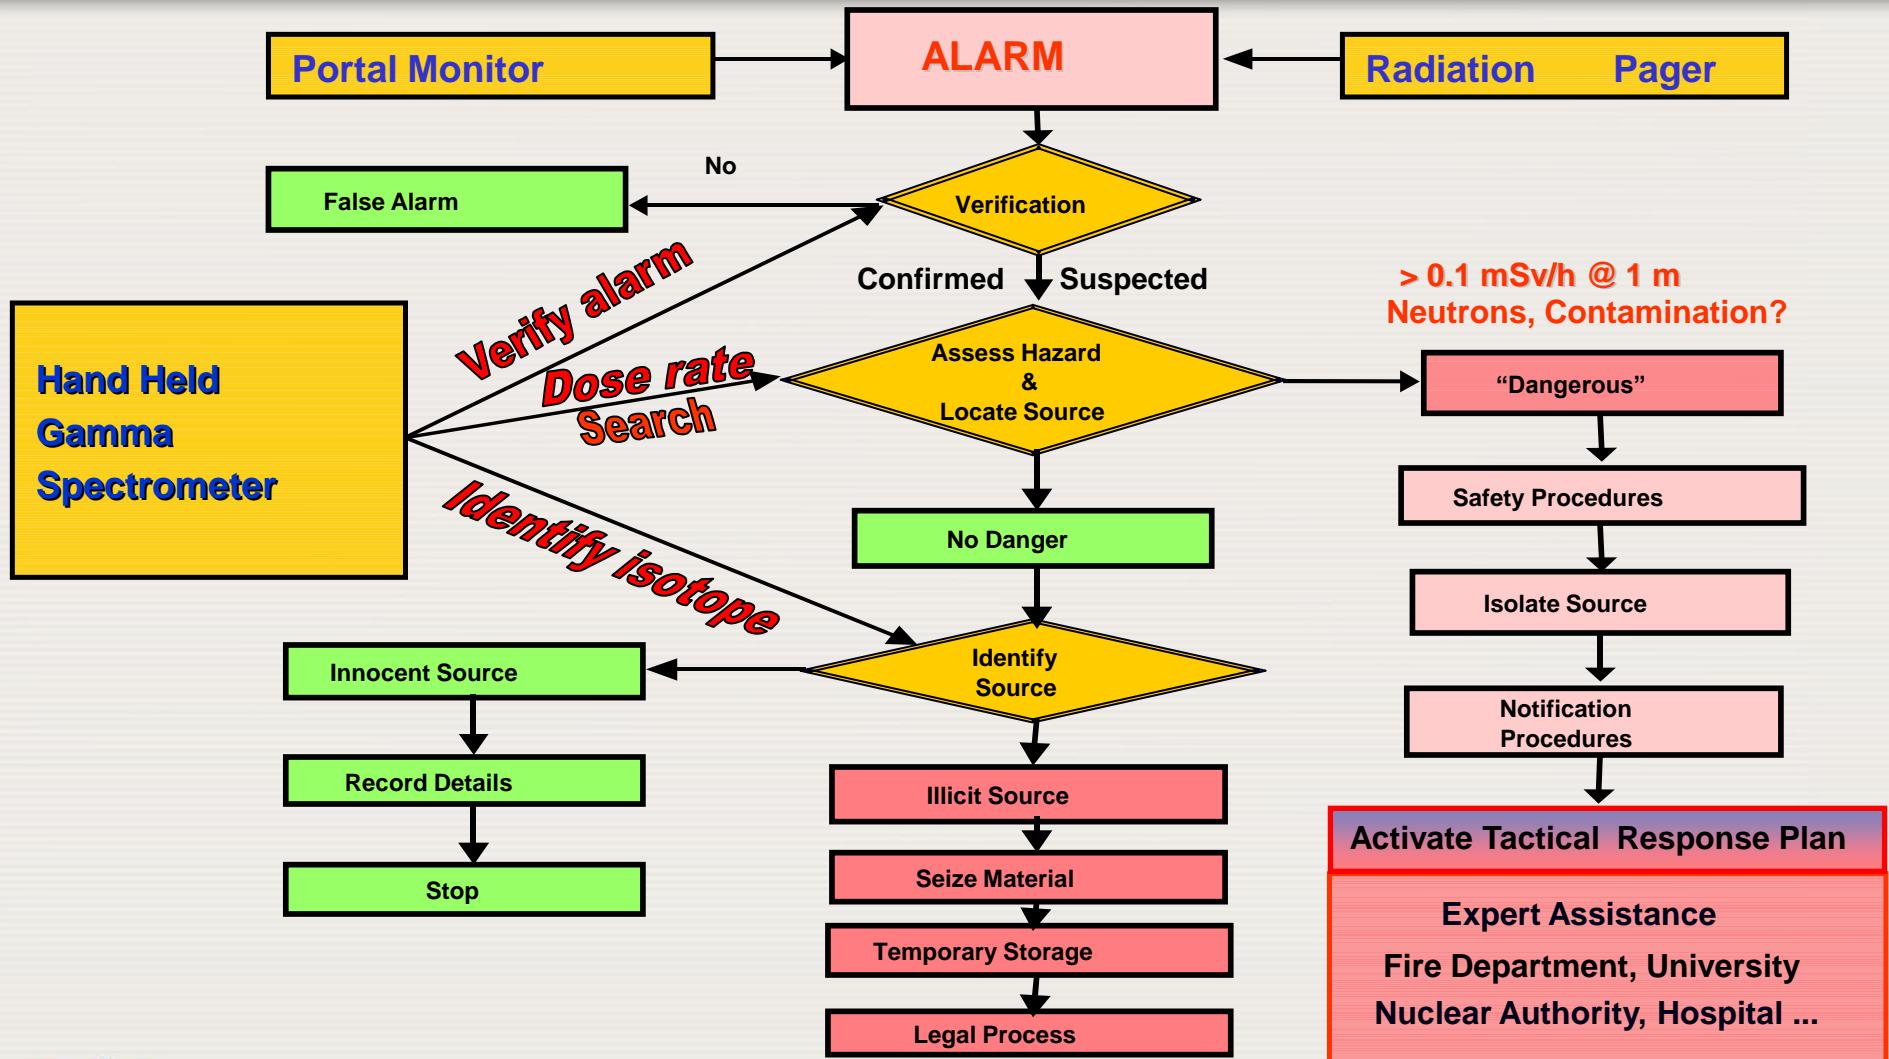 Portal Monitor
ALARM
Radiation Pager
No
False Alarm
Verification
Verify alarm
Confirmed Suspected
> 0.1 mSv/h @ 1 m
Neutrons, Contamination?
Hand Held
Gamma
Spectrometer
Dose rate
Search
Assess Hazard
&
Locate Source
“Dangerous”
Safety Procedures
Identify isotope
No Danger
Isolate Source
Innocent Source
Identify
Source
Notification
Procedures
Record Details
Illicit Source
Activate Tactical Response Plan
Stop
Seize Material
Expert Assistance
Temporary Storage
Fire Department, University
Nuclear Authority, Hospital ...
Legal Process